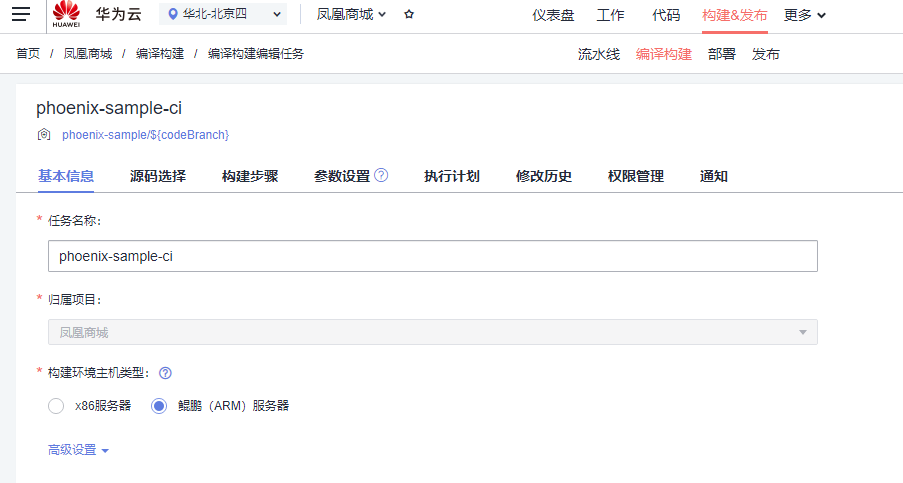 HUAWEI 华为云 华北-北京四 凤凰商城 仪表盘 工作 代码 构建&发布 更多
首页 / 凤凰商城 / 编译构建 / 编译构建编辑任务 流水线 编译构建 部署 发布
phoenix-sample-ci
phoenix-sample/${codeBranch}
基本信息 源码选择 构建步骤 参数设置 ? 执行计划 修改历史 权限管理 通知
* 任务名称:
phoenix-sample-ci
* 归属项目:
凤凰商城
* 构建环境主机类型: ?
x86服务器 鲲鹏（ARM）服务器
高级设置